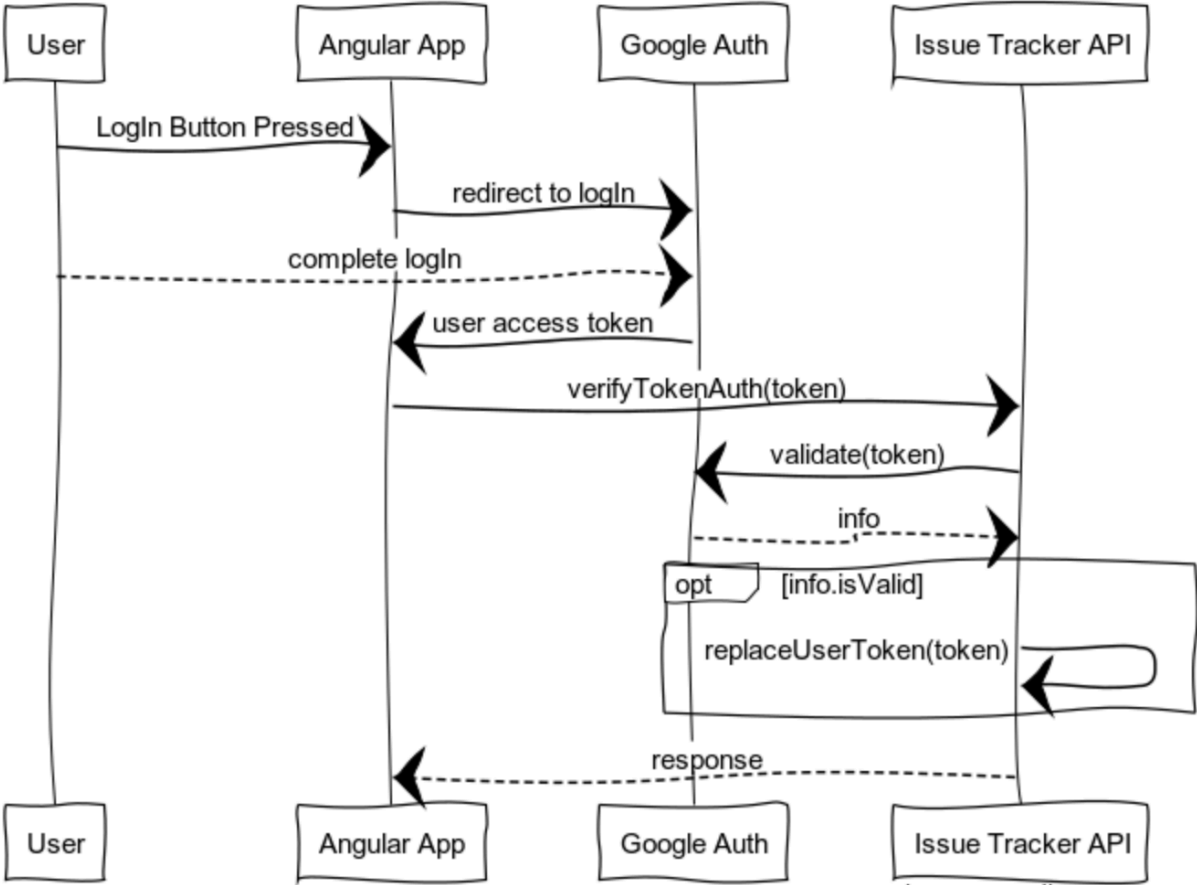 User
Angular App
Google Auth
Issue Tracker API
LogIn Button Pressed
redirect to logIn
complete logIn
user access token
verifyTokenAuth(token)
validate(token)
info
opt
[info.isValid]
replaceUserToken(token)
response
User
Angular App
Google Auth
Issue Tracker API